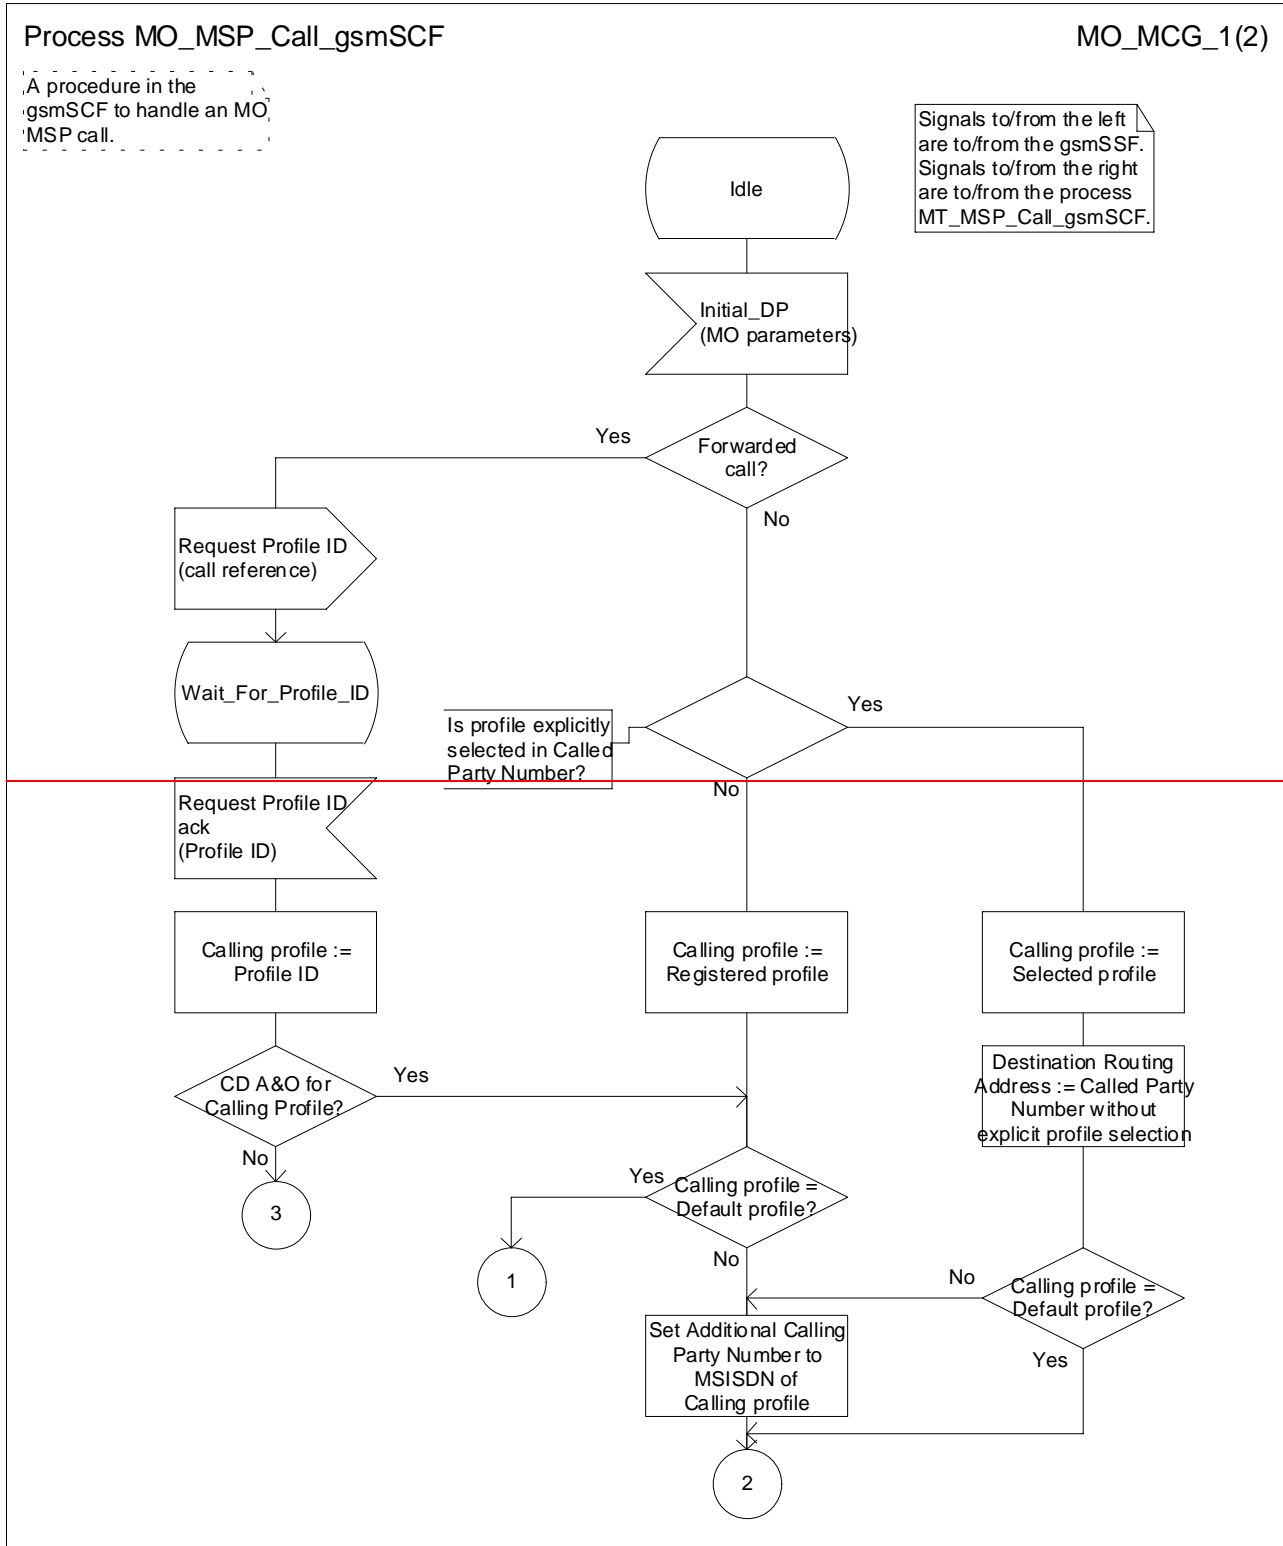 Process MO_MSP_Call_gsmSCF
MO_MCG_1(2)
A procedure in the
gsmSCF to handle an MO
MSP call.
Signals to/from the left
are to/from the gsmSSF.
Signals to/from the right
are to/from the process
MT_MSP_Call_gsmSCF.
Idle
Initial_DP
(MO parameters)
Yes
Forwarded
call?
No
Request Profile ID
(call reference)
Wait_For_Profile_ID
Is profile explicitly
selected in Called
Party Number?
Yes
No
Request Profile ID
ack
(Profile ID)
Calling profile :=
Profile ID
Calling profile :=
Registered profile
Calling profile :=
Selected profile
CD A&O for
Calling Profile?
Yes
No
Destination Routing
Address := Called Party
Number without
explicit profile selection
3
Yes
Calling profile =
Default profile?
No
1
No
Calling profile =
Default profile?
Yes
Set Additional Calling
Party Number to
MSISDN of
Calling profile
2